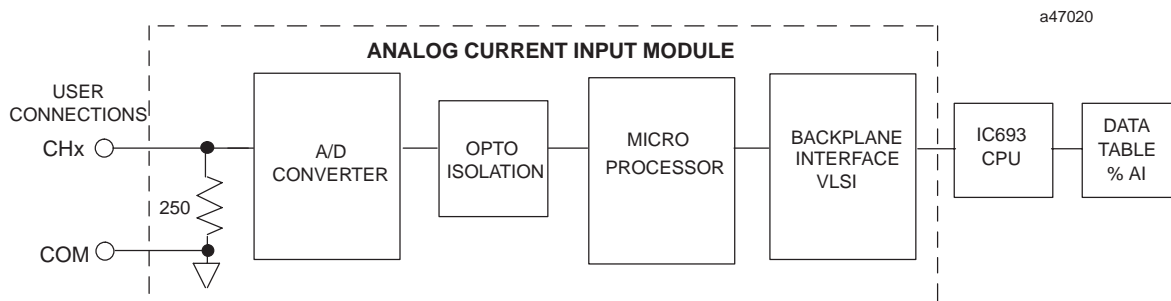 a47020
ANALOG CURRENT INPUT MODULE
USER
CONNECTIONS
CHx
250
COM
A/D
CONVERTER
OPTO
ISOLATION
MICRO
PROCESSOR
BACKPLANE
INTERFACE
VLSI
IC693
CPU
DATA
TABLE
% AI